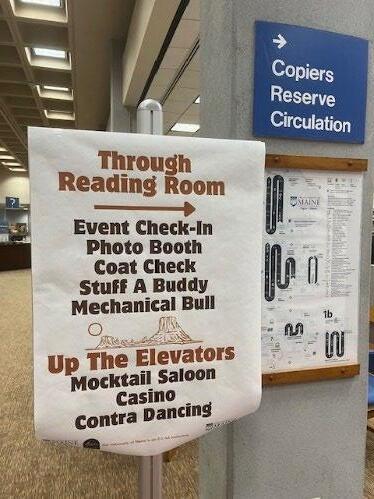 →
Copiers
Reserve
Circulation
?
Through
Reading Room
Event Check-In
Photo Booth
Coat Check
Stuff A Buddy
Mechanical Bull
Up The Elevators
Mocktail Saloon
Casino
Contra Dancing
MAINE
1b